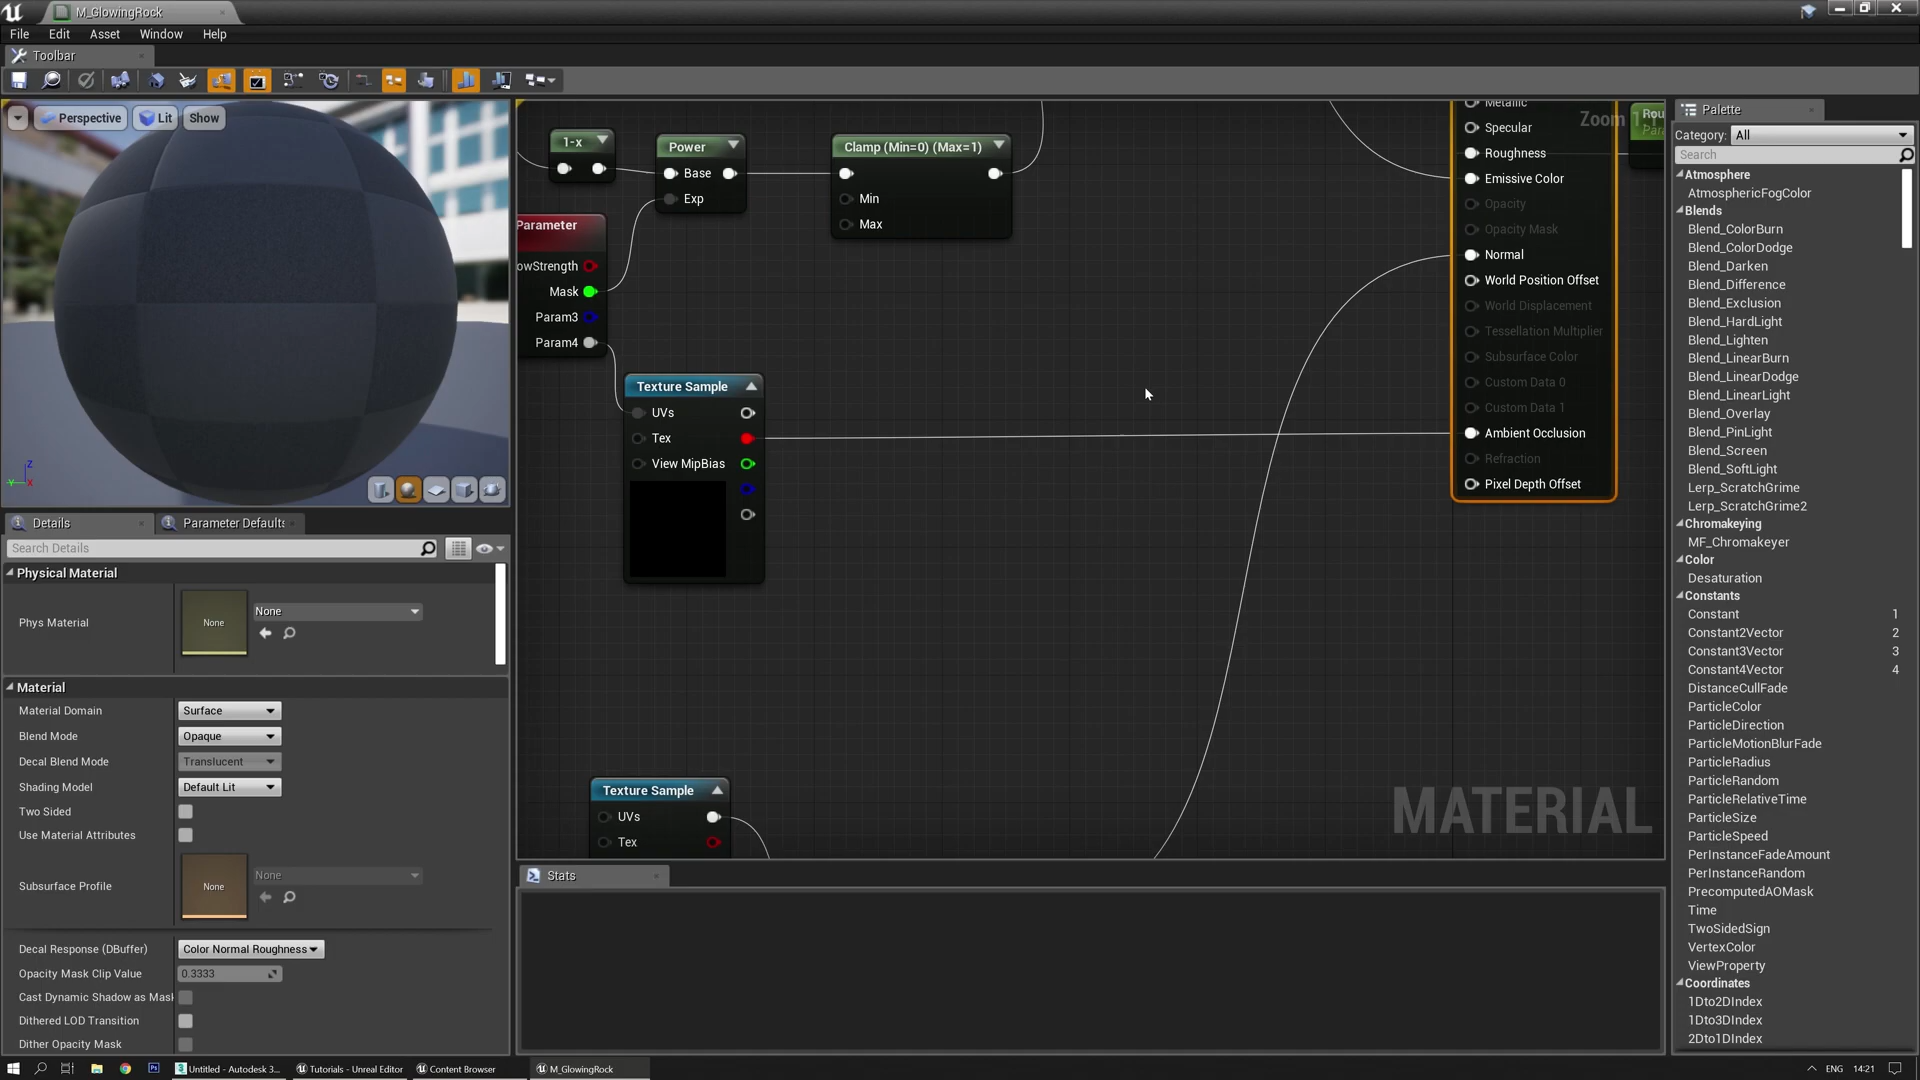 M_GlowingRock
File Edit Asset Window Help
Toolbar
Perspective Lit Show
Z
Y X
Details Parameter Defaults
Search Details
Physical Material
Phys Material
None
None
Material
Material Domain Surface
Blend Mode Opaque
Decal Blend Mode Translucent
Shading Model Default Lit
Two Sided
Use Material Attributes
Subsurface Profile
None
None
Decal Response (DBuffer) Color Normal Roughness
Opacity Mask Clip Value 0.3333
Cast Dynamic Shadow as Mask
Dithered LOD Transition
Dither Opacity Mask
1-x
Power
Base
Exp
Clamp (Min=0) (Max=1)
Min
Max
Parameter
owStrength
Mask
Param3
Param4
Texture Sample
UVs
Tex
View MipBias
Texture Sample
UVs
Tex
Zoom 1:1
Metallic
Specular
Roughness
Emissive Color
Opacity
Opacity Mask
Normal
World Position Offset
World Displacement
Tessellation Multiplier
Subsurface Color
Custom Data 0
Custom Data 1
Ambient Occlusion
Refraction
Pixel Depth Offset
Rou
Par
MATERIAL
Stats
Palette
Category: All
Search
Atmosphere
AtmosphericFogColor
Blends
Blend_ColorBurn
Blend_ColorDodge
Blend_Darken
Blend_Difference
Blend_Exclusion
Blend_HardLight
Blend_Lighten
Blend_LinearBurn
Blend_LinearDodge
Blend_LinearLight
Blend_Overlay
Blend_PinLight
Blend_Screen
Blend_SoftLight
Lerp_ScratchGrime
Lerp_ScratchGrime2
Chromakeying
MF_Chromakeyer
Color
Desaturation
Constants
Constant 1
Constant2Vector 2
Constant3Vector 3
Constant4Vector 4
DistanceCullFade
ParticleColor
ParticleDirection
ParticleMotionBlurFade
ParticleRadius
ParticleRandom
ParticleRelativeTime
ParticleSize
ParticleSpeed
PerInstanceFadeAmount
PerInstanceRandom
PrecomputedAOMask
Time
TwoSidedSign
VertexColor
ViewProperty
Coordinates
1Dto2DIndex
1Dto3DIndex
2Dto1DIndex
Untitled - Autodesk 3... Tutorials - Unreal Editor Content Browser M_GlowingRock ENG 14:21